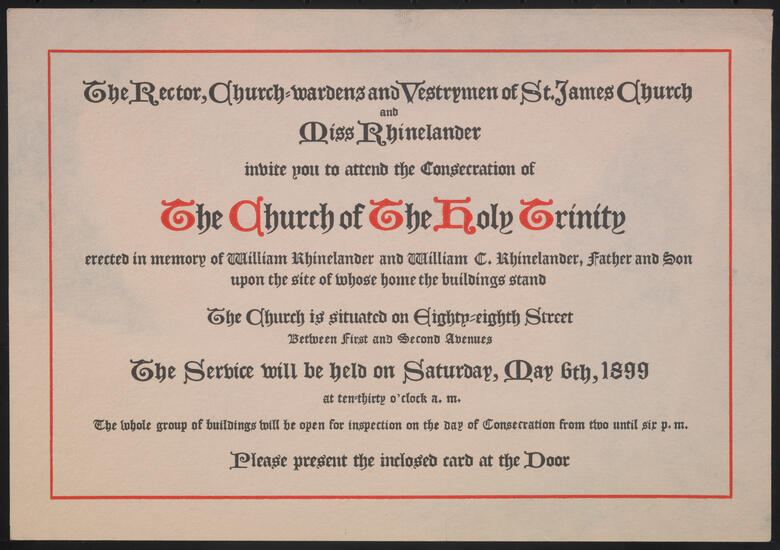 The Rector, Church-wardens and Vestrymen of St. James Church
and
Miss Rhinelander
invite you to attend the Consecration of
The Church of The Holy Trinity
erected in memory of William Rhinelander and William C. Rhinelander, Father and Son
upon the site of whose home the buildings stand
The Church is situated on Eighty-eighth Street
Between First and Second Avenues
The Service will be held on Saturday, May 6th, 1899
at ten-thirty o'clock a. m.
The whole group of buildings will be open for inspection on the day of Consecration from two until six p. m.
Please present the inclosed card at the Door